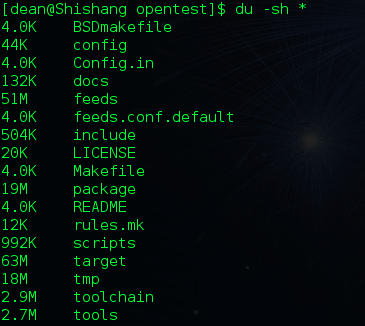 [dean@Shishang opentest]$ du -sh *
4.0K    BSDmakefile
44K     config
4.0K    Config.in
132K    docs
51M     feeds
4.0K    feeds.conf.default
504K    include
20K     LICENSE
4.0K    Makefile
19M     package
4.0K    README
12K     rules.mk
992K    scripts
63M     target
18M     tmp
2.9M    toolchain
2.7M    tools